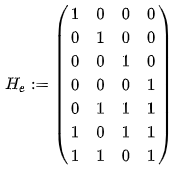 H_e := ( 1 0 0 0
0 1 0 0
0 0 1 0
0 0 0 1
0 1 1 1
1 0 1 1
1 1 0 1 )